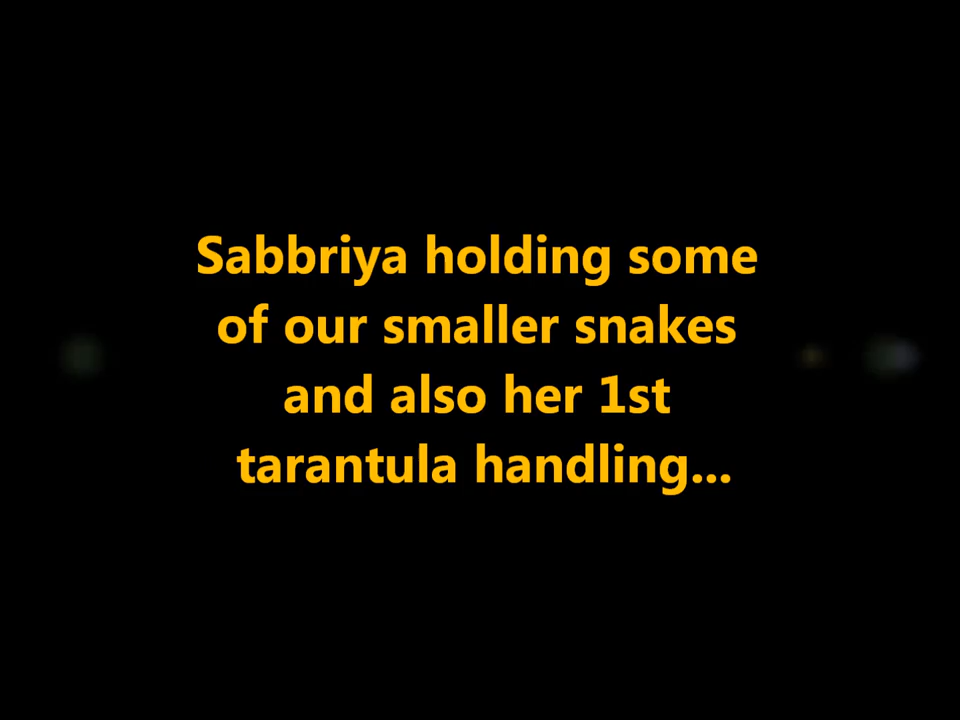 Sabbriya holding some
of our smaller snakes
and also her 1st
tarantula handling...